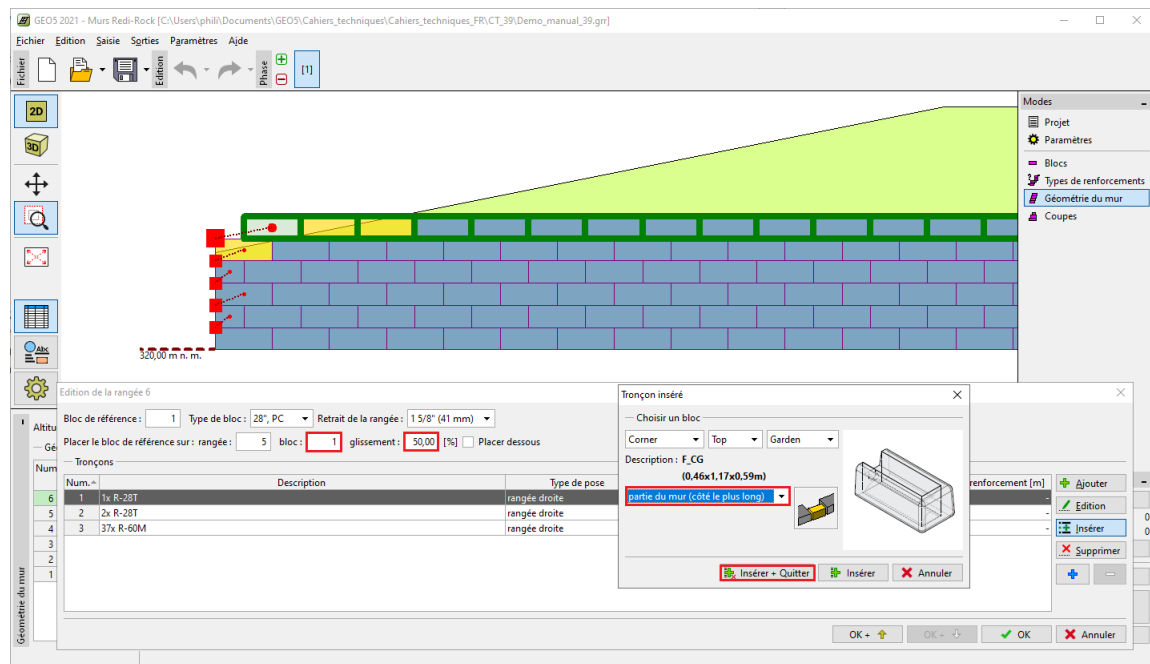 GEO5 2021 - Murs Redi-Rock [C:\Users\phili\Documents\GEO5\Cahiers_techniques\Cahiers_techniques_FR\CT_39\Demo_manual_39.grr]
Fichier Edition Saisie Sorties Paramètres Aide
Fichier
Edition
Phase
[1]
2D
3D
Abc
320,00 m n. m.
Modes
Projet
Paramètres
Blocs
Types de renforcements
Géométrie du mur
Coupes
Géométrie du mur
Altitu
Gé
Num
6
5
4
3
2
1
Edition de la rangée 6
Bloc de référence : 1 Type de bloc : 28", PC Retrait de la rangée : 1 5/8" (41 mm)
Placer le bloc de référence sur : rangée : 5 bloc : 1 glissement : 50,00 [%] Placer dessous
Tronçons
Num. Description Type de pose renforcement [m]
1 1x R-28T rangée droite -
2 2x R-28T rangée droite -
3 37x R-60M rangée droite -
Ajouter
Edition
Insérer
Supprimer
0
0
OK + OK + OK Annuler
Tronçon inséré
Choisir un bloc
Corner Top Garden
Description : F_CG
(0,46x1,17x0,59m)
partie du mur (côté le plus long)
Insérer + Quitter Insérer Annuler